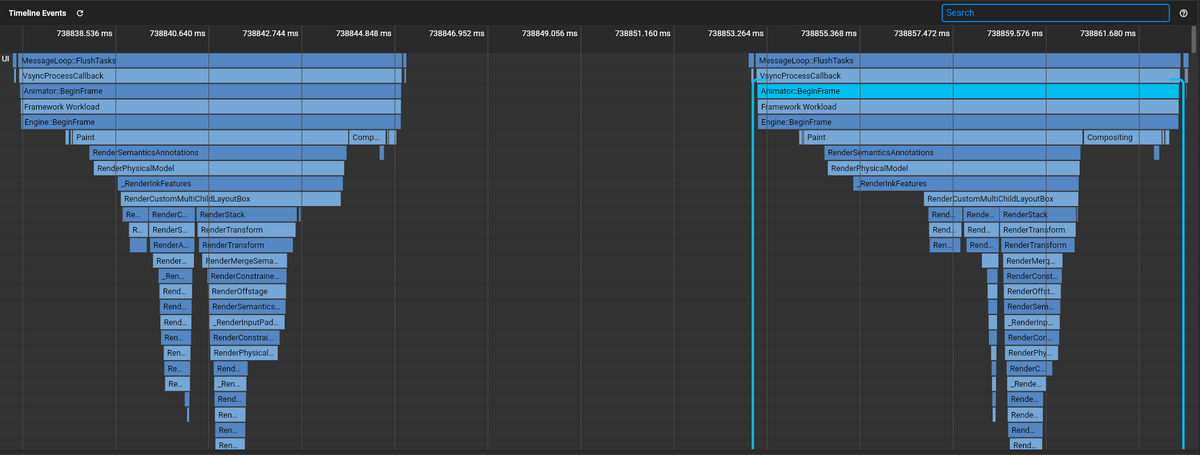 Timeline Events
Search
738838.536 ms 738840.640 ms 738842.744 ms 738844.848 ms 738846.952 ms 738849.056 ms 738851.160 ms 738853.264 ms 738855.368 ms 738857.472 ms 738859.576 ms 738861.680 ms
UI MessageLoop::FlushTasks MessageLoop::FlushTasks
VsyncProcessCallback VsyncProcessCallback
Animator::BeginFrame Animator::BeginFrame
Framework Workload Framework Workload
Engine::BeginFrame Engine::BeginFrame
Paint Comp... Paint Compositing
RenderSemanticsAnnotations RenderSemanticsAnnotations
RenderPhysicalModel RenderPhysicalModel
_RenderInkFeatures _RenderInkFeatures
RenderCustomMultiChildLayoutBox RenderCustomMultiChildLayoutBox
Re... RenderC... RenderStack Rend... Rende... RenderStack
R... RenderS... RenderTransform Rend... Rend... RenderTransform
RenderA... RenderTransform Ren... Rend... RenderTransform
Render... RenderMergeSema... RenderMerg...
_Ren... RenderConstraine... RenderConst...
Rend... RenderOffstage RenderOffst...
Rend... RenderSemantics... RenderSem...
Rend... _RenderInputPad... _RenderInp...
Ren... RenderConstrai... RenderCon...
Ren... RenderPhysical... RenderPhy...
Re... Rend... RenderC...
Re... _Ren... _Rende...
Rend... Rende...
Ren... Rende...
Ren... Rend...
Ren... Rend...